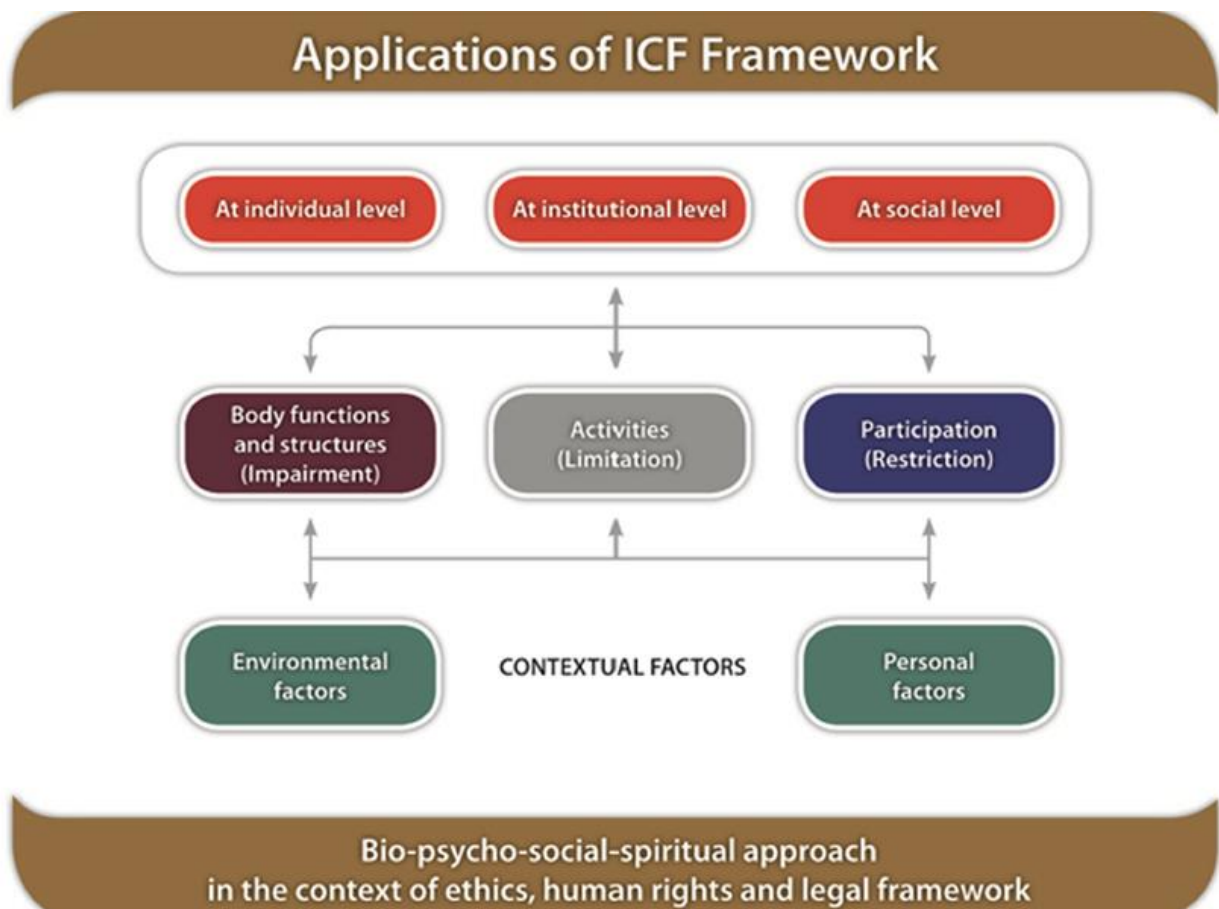 Applications of ICF Framework
At individual level
At institutional level
At social level
Body functions
and structures
(Impairment)
Activities
(Limitation)
Participation
(Restriction)
Environmental
factors
CONTEXTUAL FACTORS
Personal
factors
Bio-psycho-social-spiritual approach
in the context of ethics, human rights and legal framework